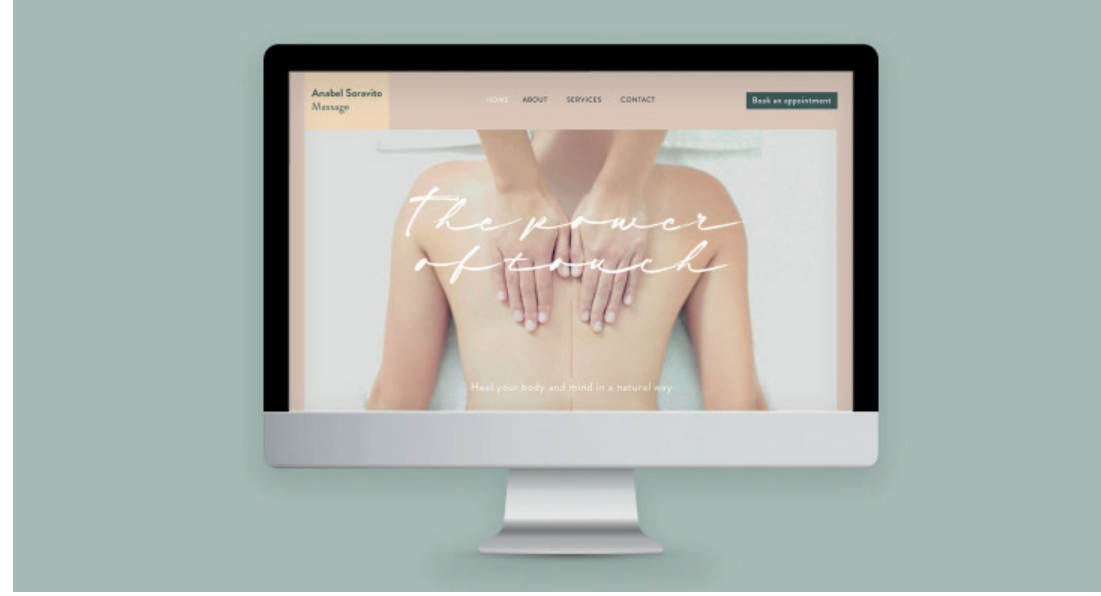 Anabel Soravito
Massage
HOME ABOUT SERVICES CONTACT
Book an appointment
The power
of touch
Heal your body and mind in a natural way